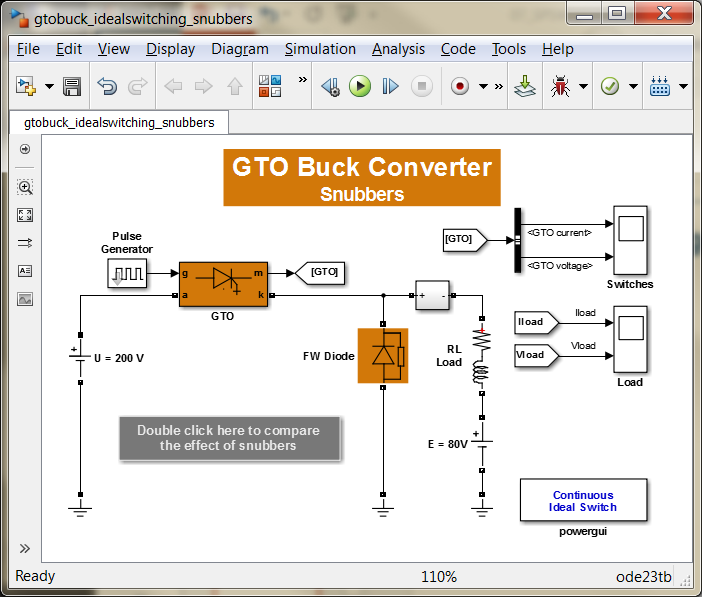 gtobuck_idealswitching_snubbers
File Edit View Display Diagram Simulation Analysis Code Tools Help
gtobuck_idealswitching_snubbers
GTO Buck Converter
Snubbers
Pulse
Generator
g
m
a
k
GTO
[GTO]
[GTO]
<GTO current>
<GTO voltage>
Switches
+
-
Iload
Vload
Iload
Vload
Load
+
U = 200 V
FW Diode
RL
Load
+
E = 80V
Double click here to compare
the effect of snubbers
Continuous
Ideal Switch
powergui
Ready
110%
ode23tb